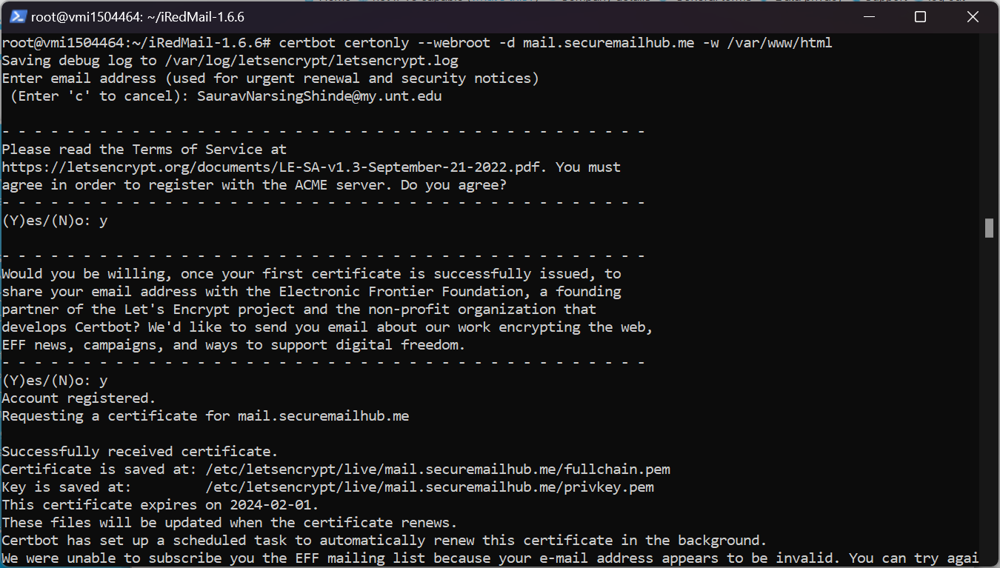 root@vmi1504464: ~/iRedMail-1.6.6
root@vmi1504464:~/iRedMail-1.6.6# certbot certonly --webroot -d mail.securemailhub.me -w /var/www/html
Saving debug log to /var/log/letsencrypt/letsencrypt.log
Enter email address (used for urgent renewal and security notices)
 (Enter 'c' to cancel): SauravNarsingShinde@my.unt.edu
- - - - - - - - - - - - - - - - - - - - - - - - - - - - - - - - - - - - - - - -
Please read the Terms of Service at
https://letsencrypt.org/documents/LE-SA-v1.3-September-21-2022.pdf. You must
agree in order to register with the ACME server. Do you agree?
- - - - - - - - - - - - - - - - - - - - - - - - - - - - - - - - - - - - - - - -
(Y)es/(N)o: y
- - - - - - - - - - - - - - - - - - - - - - - - - - - - - - - - - - - - - - - -
Would you be willing, once your first certificate is successfully issued, to
share your email address with the Electronic Frontier Foundation, a founding
partner of the Let's Encrypt project and the non-profit organization that
develops Certbot? We'd like to send you email about our work encrypting the web,
EFF news, campaigns, and ways to support digital freedom.
- - - - - - - - - - - - - - - - - - - - - - - - - - - - - - - - - - - - - - - -
(Y)es/(N)o: y
Account registered.
Requesting a certificate for mail.securemailhub.me
Successfully received certificate.
Certificate is saved at: /etc/letsencrypt/live/mail.securemailhub.me/fullchain.pem
Key is saved at:         /etc/letsencrypt/live/mail.securemailhub.me/privkey.pem
This certificate expires on 2024-02-01.
These files will be updated when the certificate renews.
Certbot has set up a scheduled task to automatically renew this certificate in the background.
We were unable to subscribe you the EFF mailing list because your e-mail address appears to be invalid. You can try agai